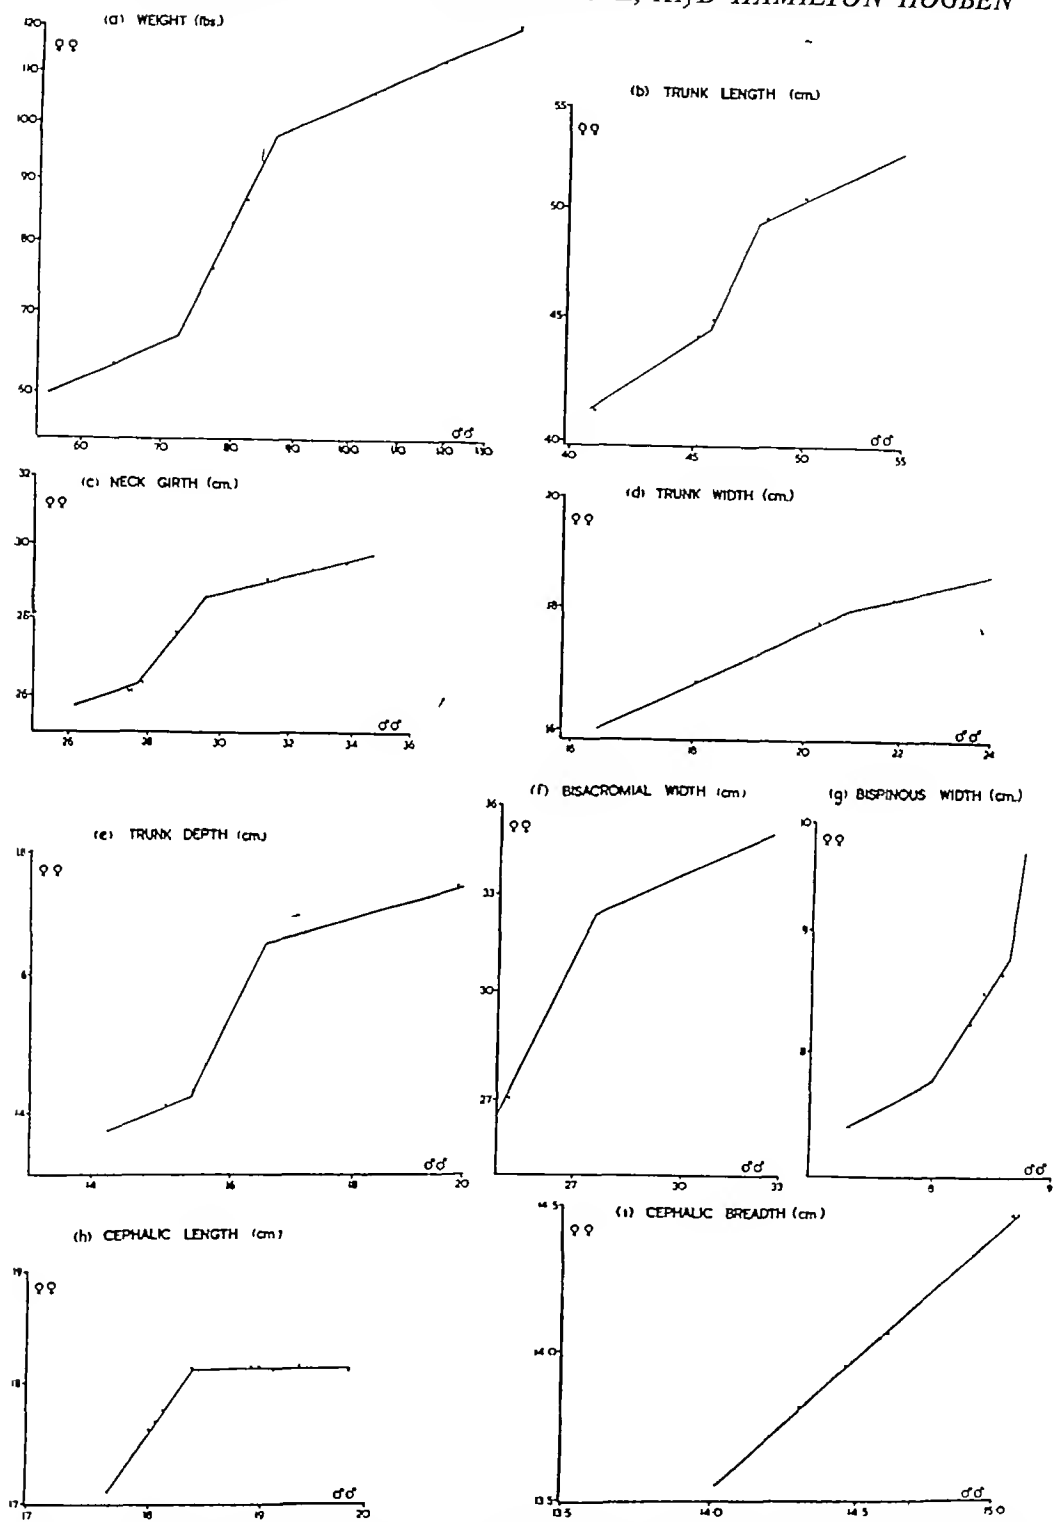 HAMILTON HOGBEN
(a) WEIGHT (lbs.)
♀♀
120
110
100
90
80
70
60
60 70 80 90 100 110 120 130
♂♂
(b) TRUNK LENGTH (cm.)
♀♀
55
50
45
40
40 45 50 55
♂♂
(c) NECK GIRTH (cm.)
♀♀
32
30
28
26
26 28 30 32 34 36
♂♂
(d) TRUNK WIDTH (cm.)
♀♀
20
18
16
16 18 20 22 24
♂♂
(e) TRUNK DEPTH (cm.)
♀♀
18
16
14
14 16 18 20
♂♂
(f) BISACROMIAL WIDTH (cm)
♀♀
36
33
30
27
27 30 33
♂♂
(g) BISPINOUS WIDTH (cm.)
♀♀
10
9
8
8 9
♂♂
(h) CEPHALIC LENGTH (cm)
♀♀
19
18
17
17 18 19 20
♂♂
(i) CEPHALIC BREADTH (cm)
♀♀
14.5
14.0
13.5
13.5 14.0 14.5 15.0
♂♂